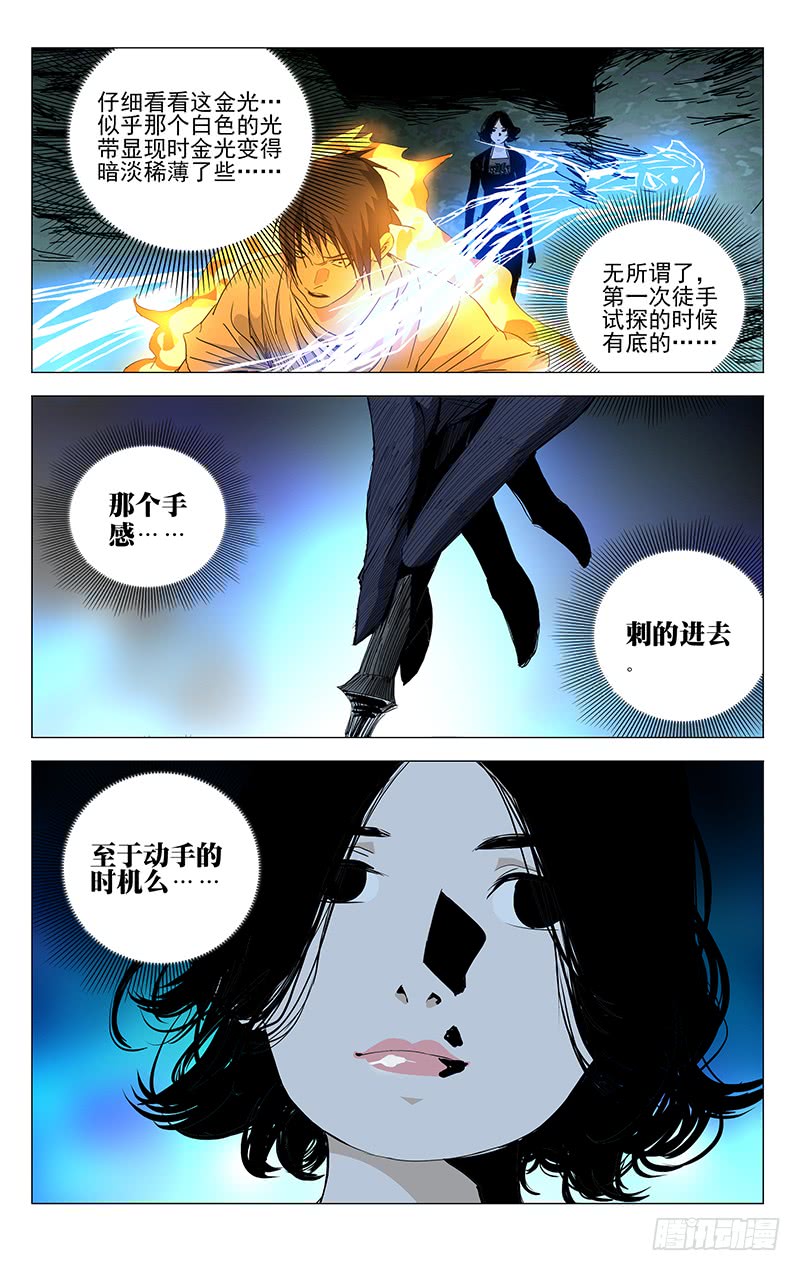 仔细看看这金光…
似乎那个白色的光
带显现时金光变得
暗淡稀薄了些……
无所谓了，
第一次徒手
试探的时候
有底的……
那个手
感……
刺的进去
。
至于动手的
时机么……
腾讯动漫